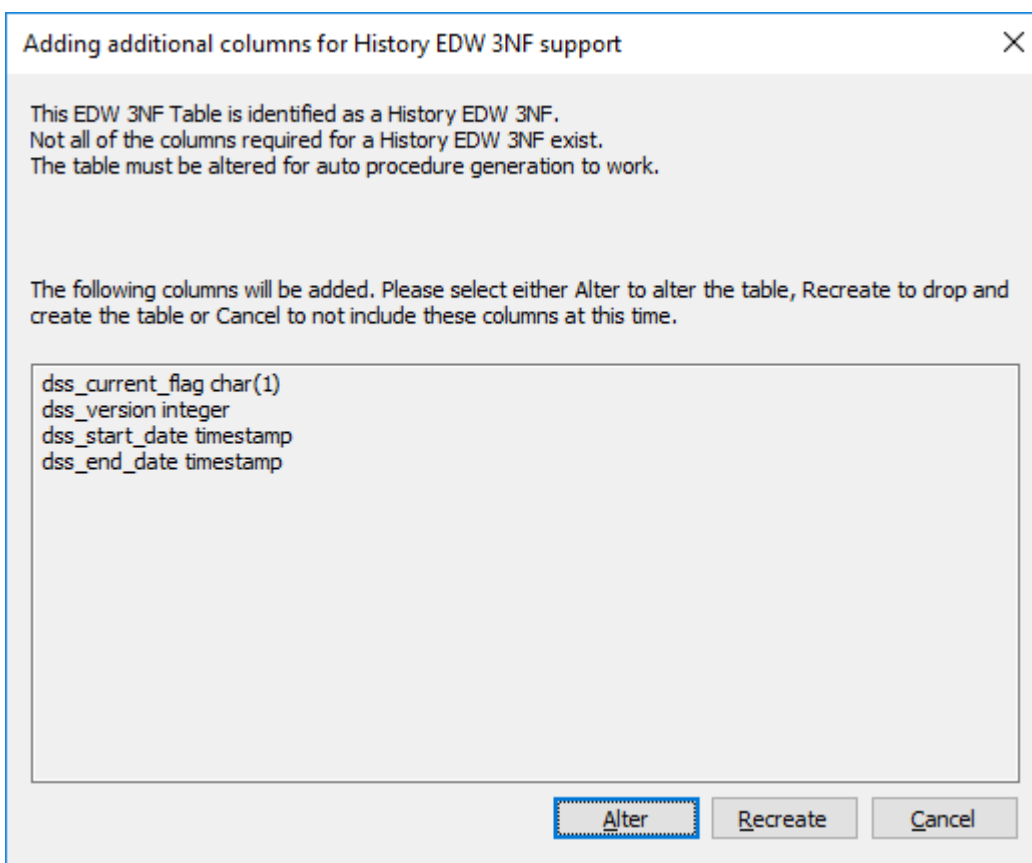 Adding additional columns for History EDW 3NF support
This EDW 3NF Table is identified as a History EDW 3NF.
Not all of the columns required for a History EDW 3NF exist.
The table must be altered for auto procedure generation to work.
The following columns will be added. Please select either Alter to alter the table, Recreate to drop and
create the table or Cancel to not include these columns at this time.
dss_current_flag char(1)
dss_version integer
dss_start_date timestamp
dss_end_date timestamp
Alter Recreate Cancel